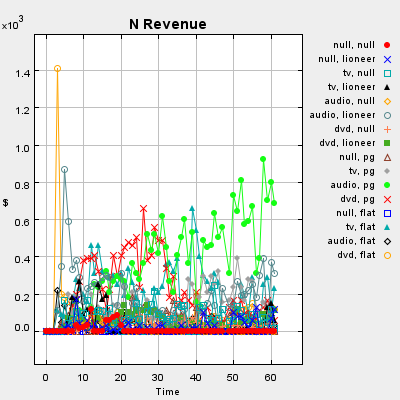 N Revenue
x10³
1.4
1.2
1.0
0.8
0.6
0.4
0.2
0.0
$
0 10 20 30 40 50 60
Time
null, null
null, lioneer
tv, null
tv, lioneer
audio, null
audio, lioneer
dvd, null
dvd, lioneer
null, pg
tv, pg
audio, pg
dvd, pg
null, flat
tv, flat
audio, flat
dvd, flat